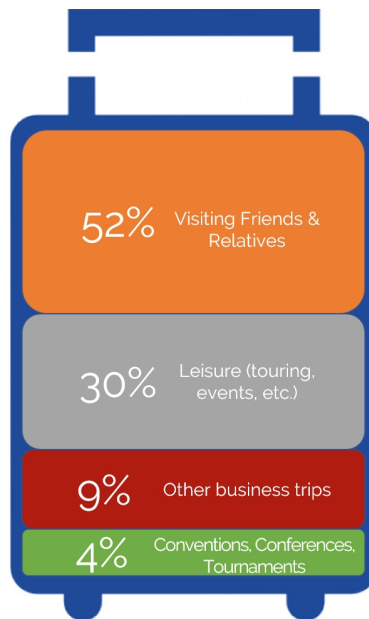 52%
Visiting Friends &
Relatives
30%
Leisure (touring,
events, etc.)
9%
Other business trips
4%
Conventions, Conferences,
Tournaments